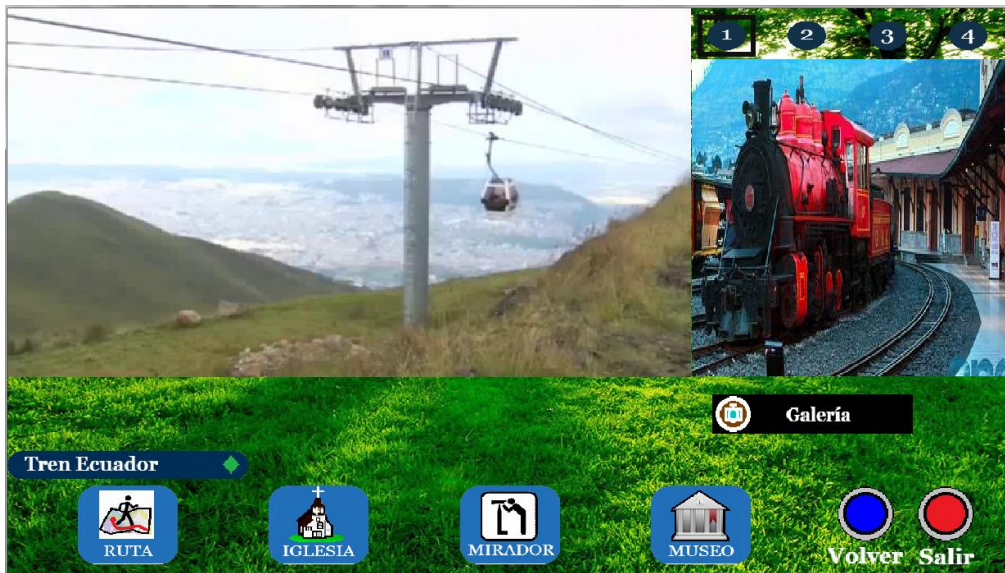 1 2 3 4
Galería
Tren Ecuador
RUTA
IGLESIA
MIRADOR
MUSEO
Volver Salir